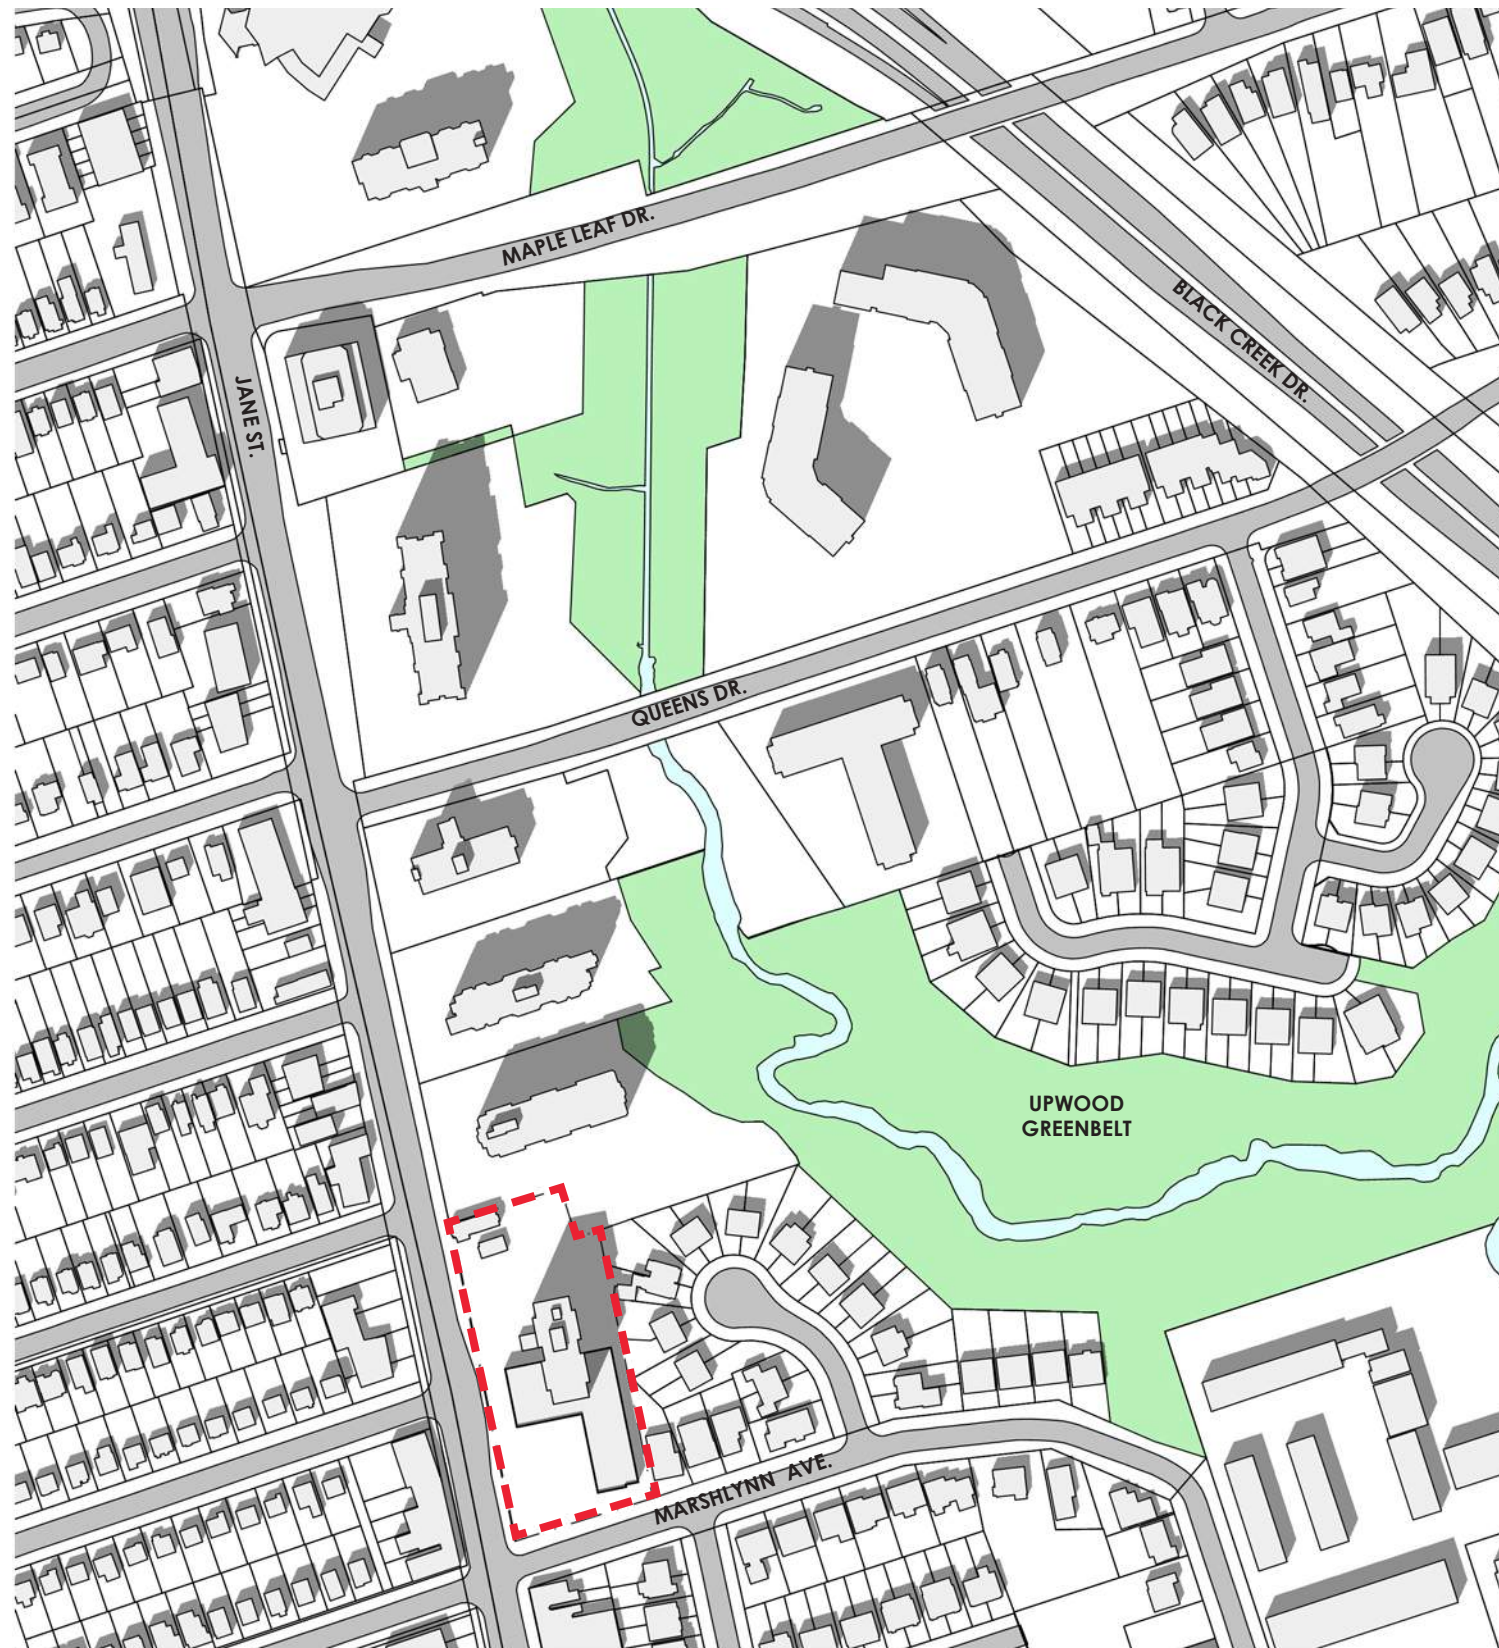 MAPLE LEAF DR.
BLACK CREEK DR.
JANE ST.
QUEENS DR.
UPWOOD
GREENBELT
MARSHLYNN AVE.